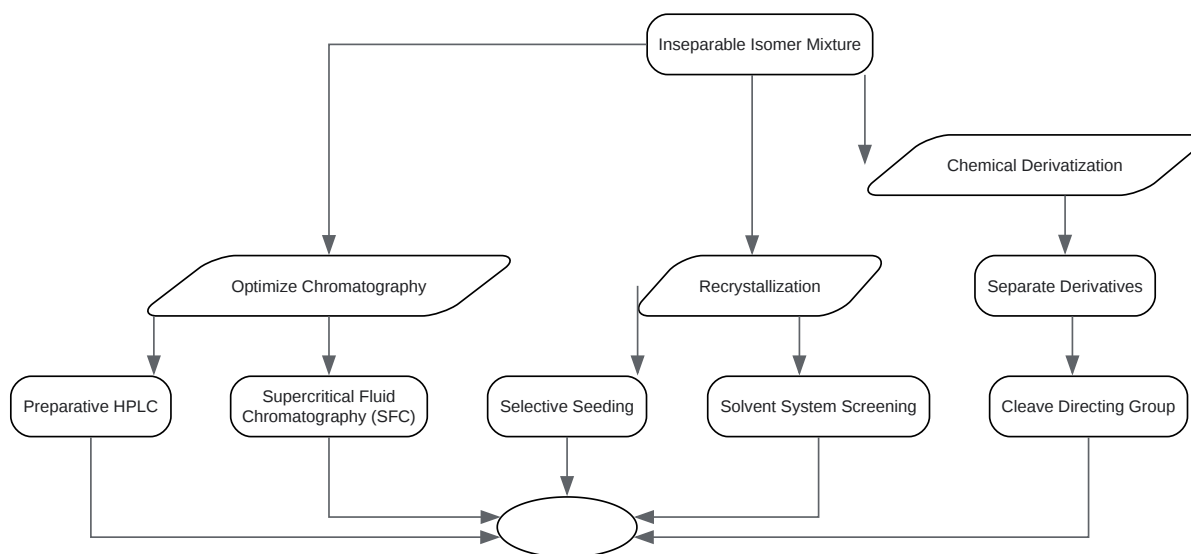 Inseparable Isomer Mixture
Chemical Derivatization
Optimize Chromatography
Recrystallization
Separate Derivatives
Preparative HPLC
Supercritical Fluid
Chromatography (SFC)
Selective Seeding
Solvent System Screening
Cleave Directing Group